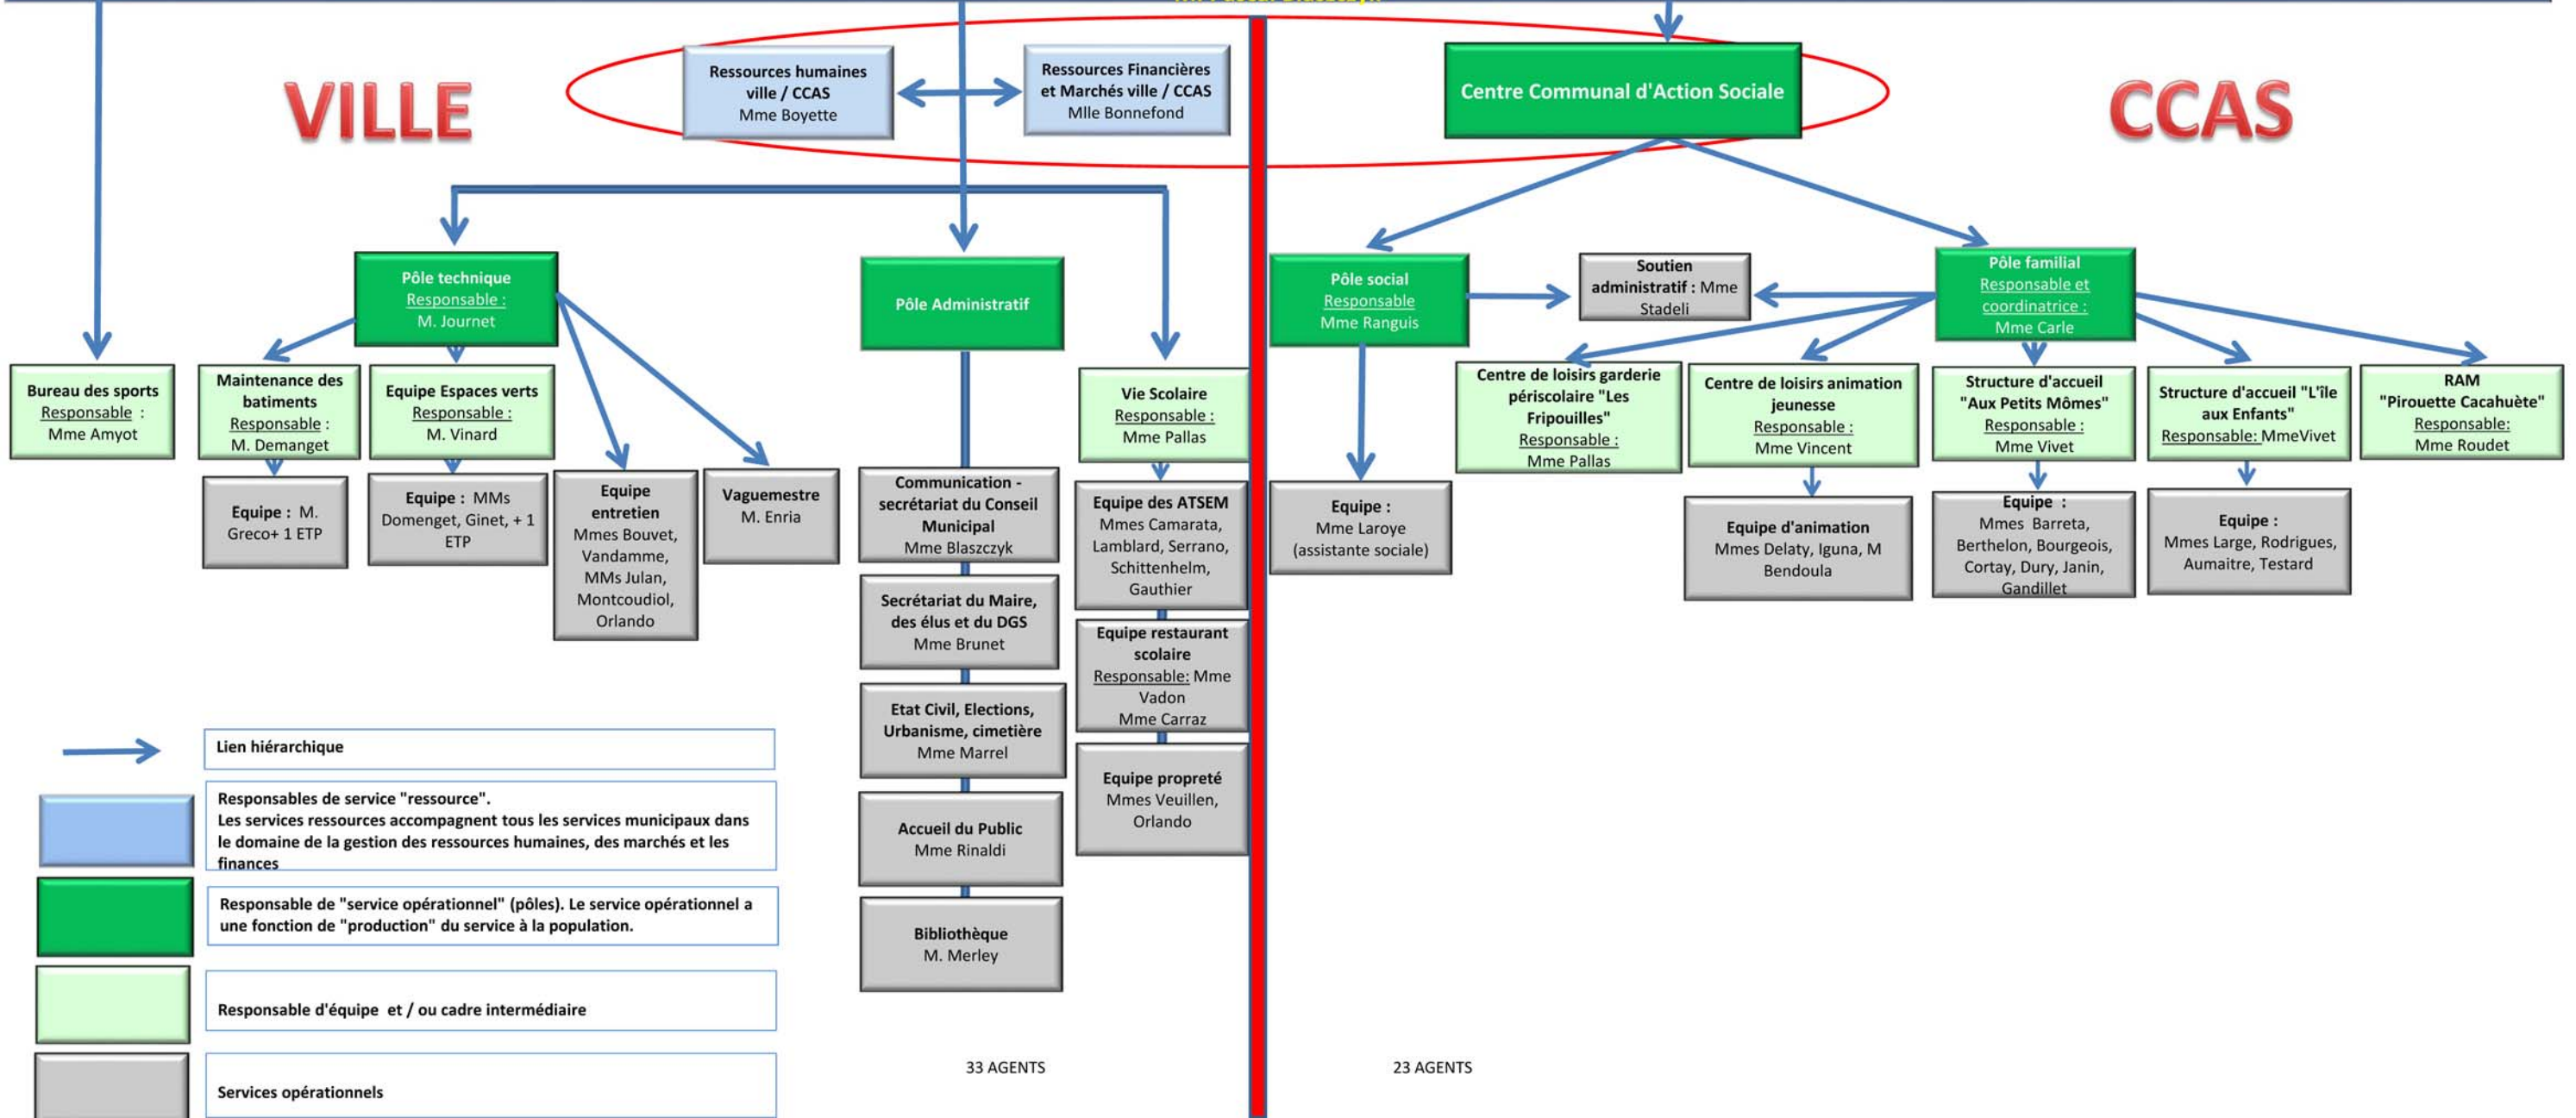 VILLE
Ressources humaines
ville / CCAS
Mme Boyette
Ressources Financières
et Marchés ville / CCAS
Mlle Bonnefond
Centre Communal d'Action Sociale
CCAS
Pôle technique
Responsable :
M. Journet
Pôle Administratif
Pôle social
Responsable
Mme Ranguis
Soutien
administratif : Mme
Stadeli
Pôle familial
Responsable et
coordinatrice :
Mme Carle
Bureau des sports
Responsable :
Mme Amyot
Maintenance des
batiments
Responsable :
M. Demanget
Equipe Espaces verts
Responsable :
M. Vinard
Vie Scolaire
Responsable :
Mme Pallas
Centre de loisirs garderie
périscolaire "Les
Fripouilles"
Responsable :
Mme Pallas
Centre de loisirs animation
jeunesse
Responsable :
Mme Vincent
Structure d'accueil
"Aux Petits Mômes"
Responsable :
Mme Vivet
Structure d'accueil "L'île
aux Enfants"
Responsable: MmeVivet
RAM
"Pirouette Cacahuète"
Responsable:
Mme Roudet
Equipe : M.
Greco+ 1 ETP
Equipe : MMs
Domenget, Ginet, + 1
ETP
Equipe
entretien
Mmes Bouvet,
Vandamme,
MMs Julan,
Montcoudiol,
Orlando
Vaguemestre
M. Enria
Communication -
secrétariat du Conseil
Municipal
Mme Blaszczyk
Secrétariat du Maire,
des élus et du DGS
Mme Brunet
Etat Civil, Elections,
Urbanisme, cimetière
Mme Marrel
Accueil du Public
Mme Rinaldi
Bibliothèque
M. Merley
Equipe des ATSEM
Mmes Camarata,
Lamblard, Serrano,
Schittenhelm,
Gauthier
Equipe restaurant
scolaire
Responsable: Mme
Vadon
Mme Carraz
Equipe propreté
Mmes Veuillen,
Orlando
Equipe :
Mme Laroye
(assistante sociale)
Equipe d'animation
Mmes Delaty, Iguna, M
Bendoula
Equipe :
Mmes Barreta,
Berthelon, Bourgeois,
Cortay, Dury, Janin,
Gandillet
Equipe :
Mmes Large, Rodrigues,
Aumaitre, Testard
Lien hiérarchique
Responsables de service "ressource".
Les services ressources accompagnent tous les services municipaux dans
le domaine de la gestion des ressources humaines, des marchés et les
finances
Responsable de "service opérationnel" (pôles). Le service opérationnel a
une fonction de "production" du service à la population.
Responsable d'équipe et / ou cadre intermédiaire
Services opérationnels
33 AGENTS
23 AGENTS